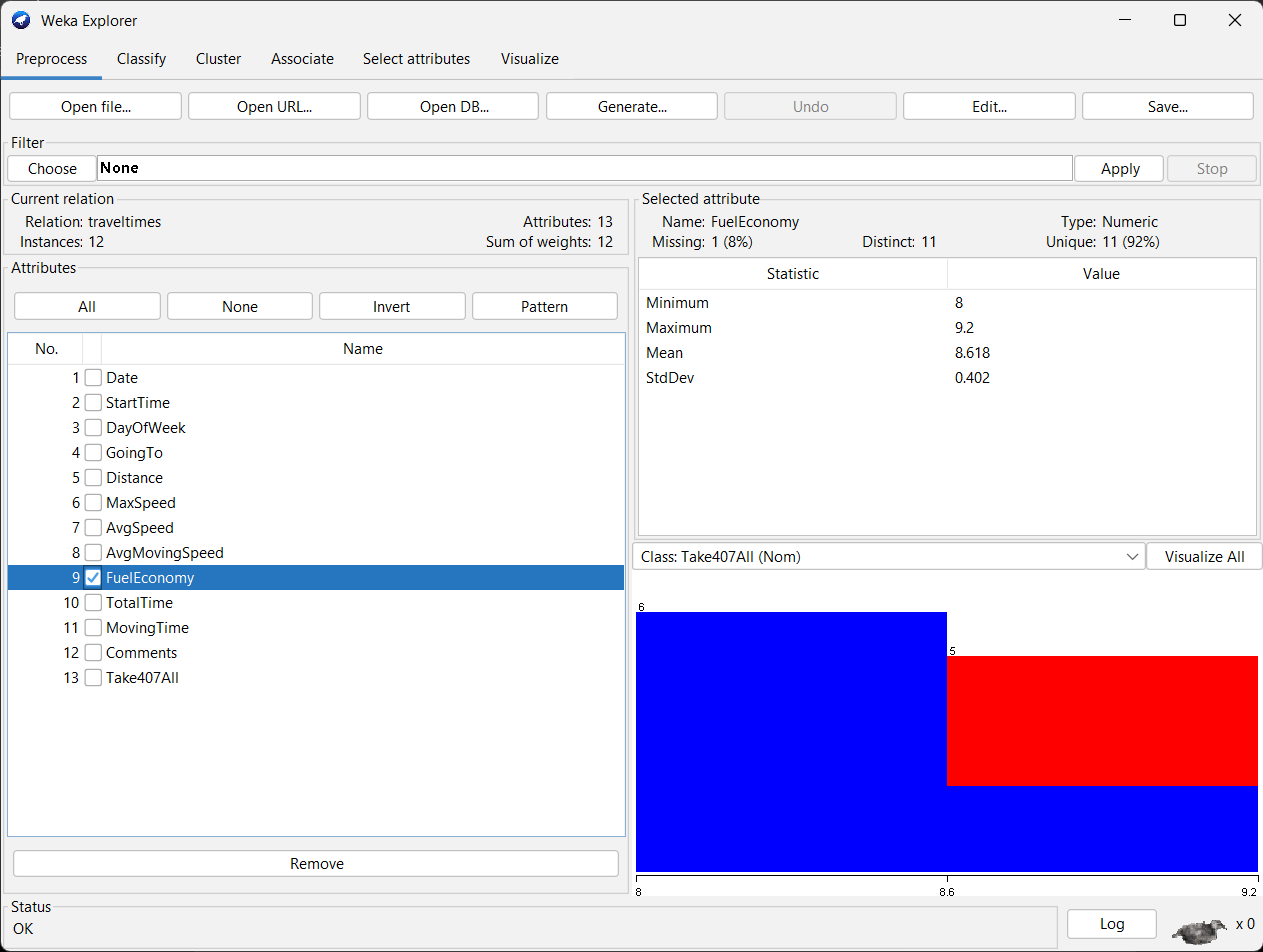 Weka Explorer
Preprocess Classify Cluster Associate Select attributes Visualize
Open file... Open URL... Open DB... Generate... Undo Edit... Save...
Filter
Choose None Apply Stop
Current relation
Relation: traveltimes Attributes: 13
Instances: 12 Sum of weights: 12
Selected attribute
Name: FuelEconomy Type: Numeric
Missing: 1 (8%) Distinct: 11 Unique: 11 (92%)
Attributes
All None Invert Pattern
No. Name
1 Date
2 StartTime
3 DayOfWeek
4 GoingTo
5 Distance
6 MaxSpeed
7 AvgSpeed
8 AvgMovingSpeed
9 FuelEconomy
10 TotalTime
11 MovingTime
12 Comments
13 Take407All
Remove
Statistic Value
Minimum 8
Maximum 9.2
Mean 8.618
StdDev 0.402
Class: Take407All (Nom) Visualize All
6
5
8 8.6 9.2
Status
OK
Log x 0